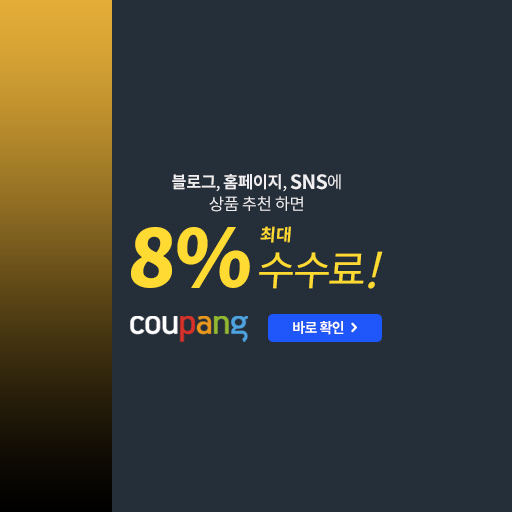 블로그, 홈페이지, SNS에
상품 추천 하면
8% 최대
수수료!
coupang
바로 확인 >